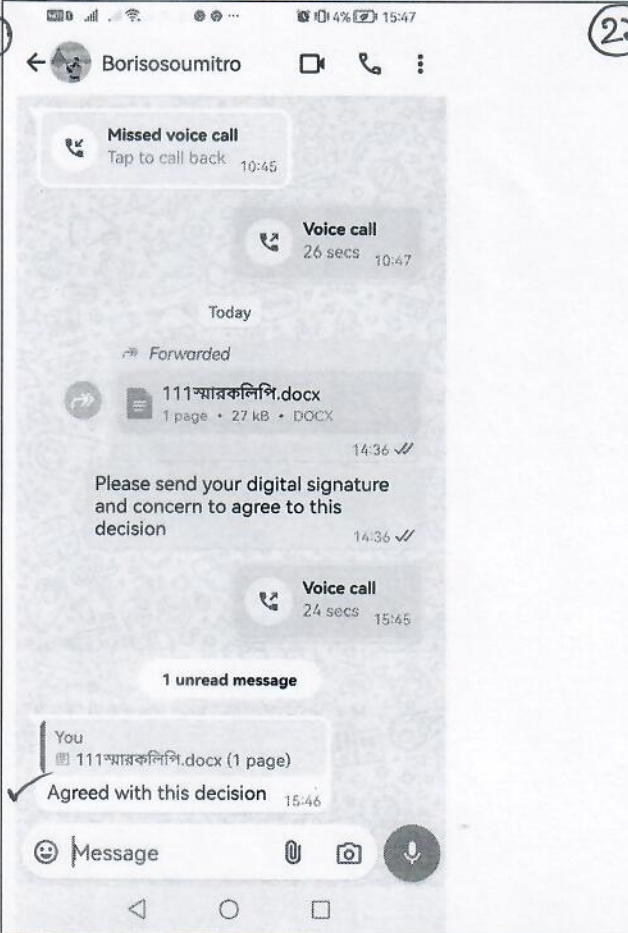 4% 15:47
Borisosoumitro
Missed voice call
Tap to call back 10:45
Voice call
26 secs 10:47
Today
Forwarded
111স্মারকলিপি.docx
1 page • 27 kB • DOCX
14:36
Please send your digital signature
and concern to agree to this
decision 14:36
Voice call
24 secs 15:45
1 unread message
You
111স্মারকলিপি.docx (1 page)
Agreed with this decision 15:46
Message